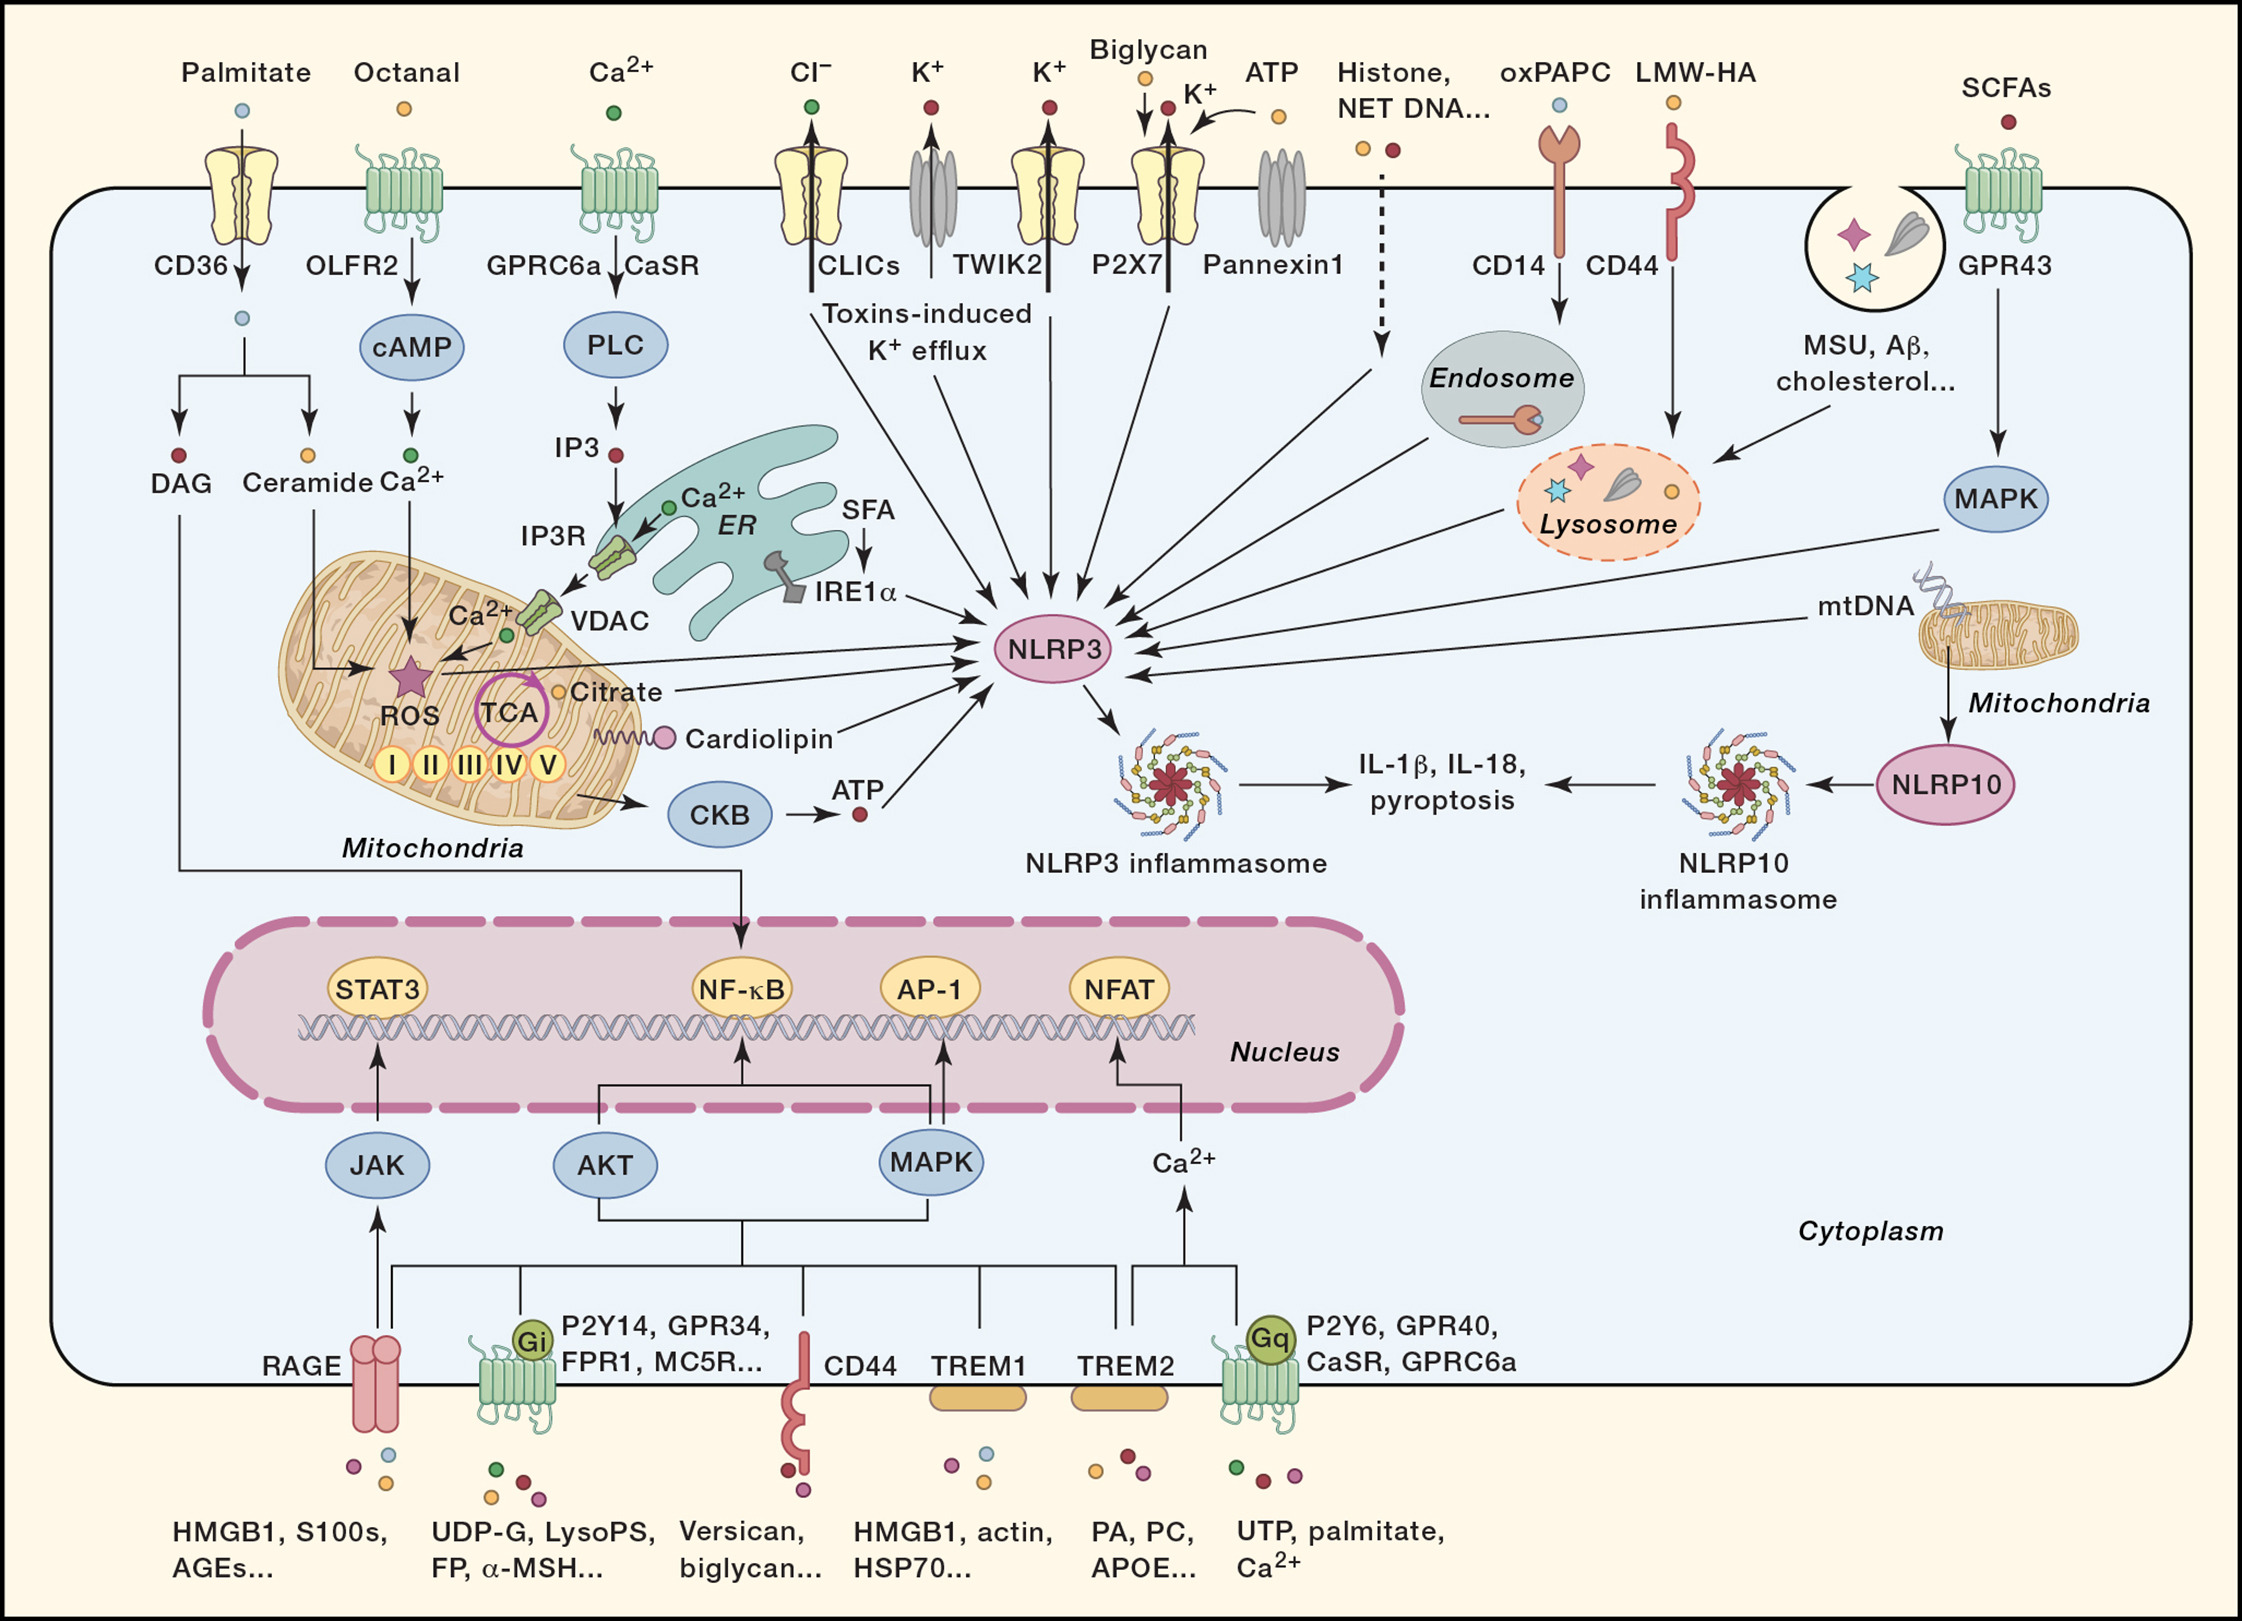 Palmitate
Octanal
Ca²⁺
Cl⁻
K⁺
K⁺
Biglycan
K⁺
ATP
Histone,
NET DNA...
oxPAPC
LMW-HA
SCFAs
CD36
OLFR2
GPRC6a
CaSR
CLICs
TWIK2
P2X7
Pannexin1
CD14
CD44
GPR43
Toxins-induced
K⁺ efflux
cAMP
PLC
Endosome
MSU, Aβ,
cholesterol...
DAG
Ceramide
Ca²⁺
IP3
IP3R
Ca²⁺
ER
SFA
IRE1α
Lysosome
MAPK
Ca²⁺
VDAC
mtDNA
NLRP3
ROS
TCA
Citrate
Cardiolipin
Mitochondria
I
II
III
IV
V
CKB
ATP
Mitochondria
IL-1β, IL-18,
pyroptosis
NLRP10
NLRP3 inflammasome
NLRP10
inflammasome
STAT3
NF-κB
AP-1
NFAT
Nucleus
JAK
AKT
MAPK
Ca²⁺
Cytoplasm
RAGE
Gi
P2Y14, GPR34,
FPR1, MC5R...
CD44
TREM1
TREM2
Gq
P2Y6, GPR40,
CaSR, GPRC6a
HMGB1, S100s,
AGEs...
UDP-G, LysoPS,
FP, α-MSH...
Versican,
biglycan...
HMGB1, actin,
HSP70...
PA, PC,
APOE...
UTP, palmitate,
Ca²⁺